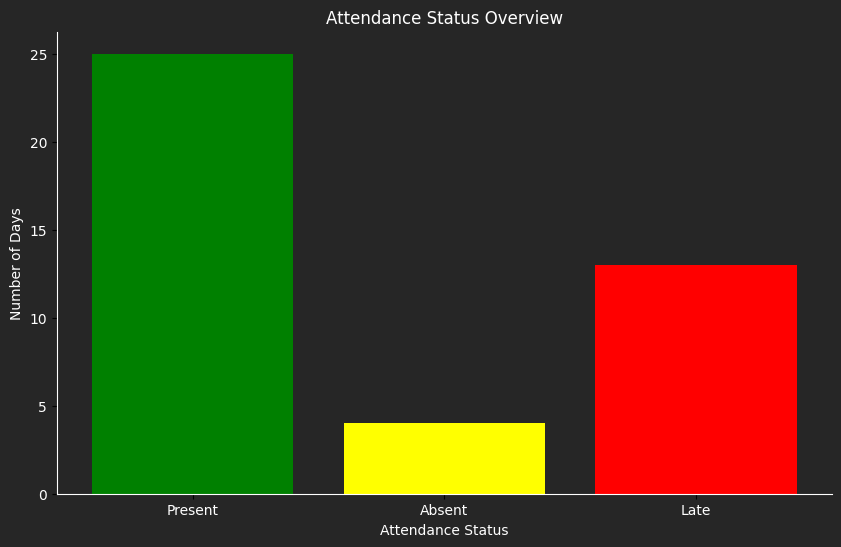 Attendance Status Overview
Number of Days
25
20
15
10
5
0
Present
Absent
Late
Attendance Status